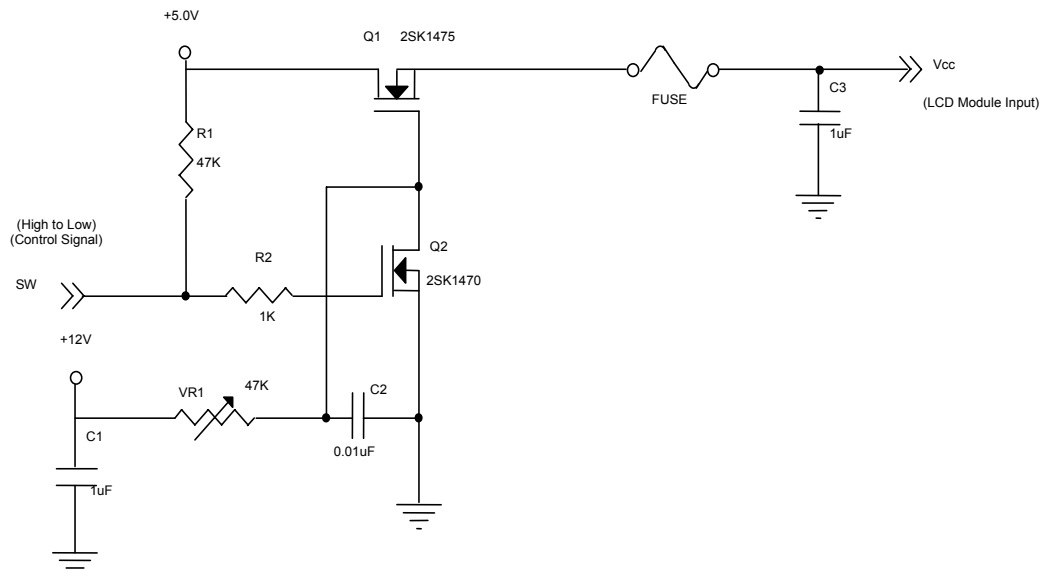 +5.0V
Q1 2SK1475
Vcc
FUSE
C3
(LCD Module Input)
R1
1uF
47K
(High to Low)
(Control Signal)
R2
Q2
SW
2SK1470
1K
+12V
VR1
47K
C2
C1
0.01uF
1uF